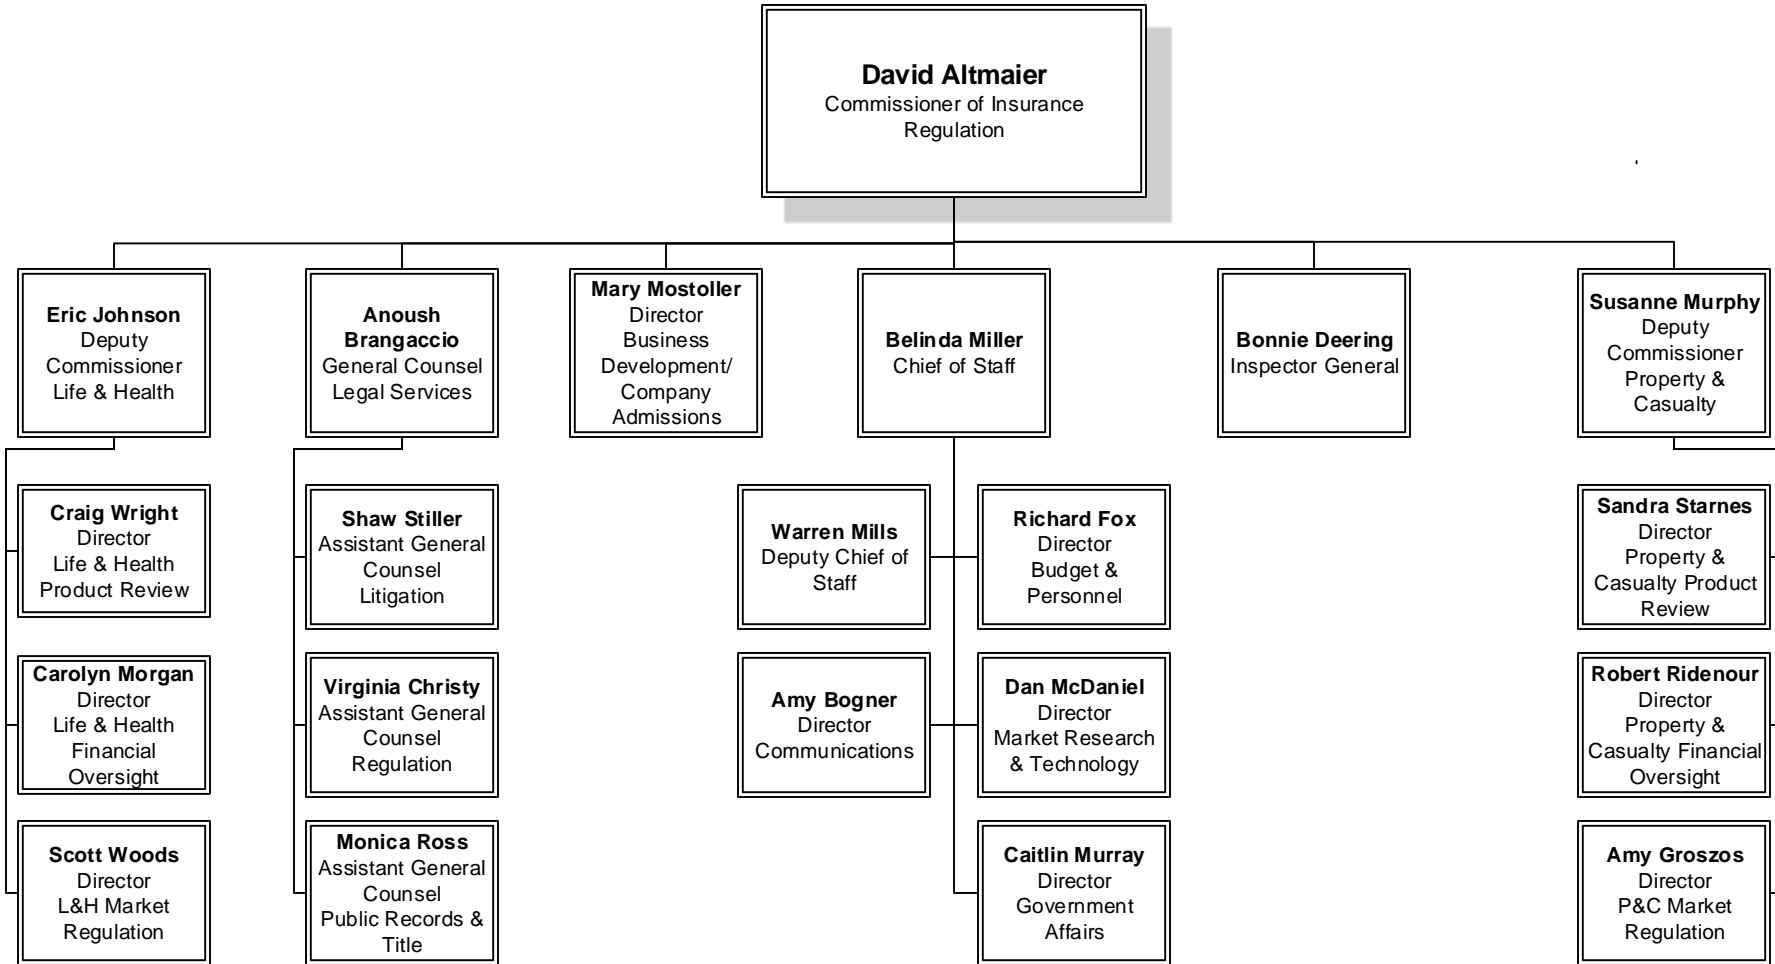 David Altmaier
Commissioner of Insurance
Regulation
Eric Johnson
Deputy
Commissioner
Life & Health
Anoush
Brangaccio
General Counsel
Legal Services
Mary Mostoller
Director
Business
Development/
Company
Admissions
Belinda Miller
Chief of Staff
Bonnie Deering
Inspector General
Susanne Murphy
Deputy
Commissioner
Property &
Casualty
Craig Wright
Director
Life & Health
Product Review
Shaw Stiller
Assistant General
Counsel
Litigation
Warren Mills
Deputy Chief of
Staff
Richard Fox
Director
Budget &
Personnel
Sandra Starnes
Director
Property &
Casualty Product
Review
Carolyn Morgan
Director
Life & Health
Financial
Oversight
Virginia Christy
Assistant General
Counsel
Regulation
Amy Bogner
Director
Communications
Dan McDaniel
Director
Market Research
& Technology
Robert Ridenour
Director
Property &
Casualty Financial
Oversight
Scott Woods
Director
L&H Market
Regulation
Monica Ross
Assistant General
Counsel
Public Records &
Title
Caitlin Murray
Director
Government
Affairs
Amy Groszos
Director
P&C Market
Regulation